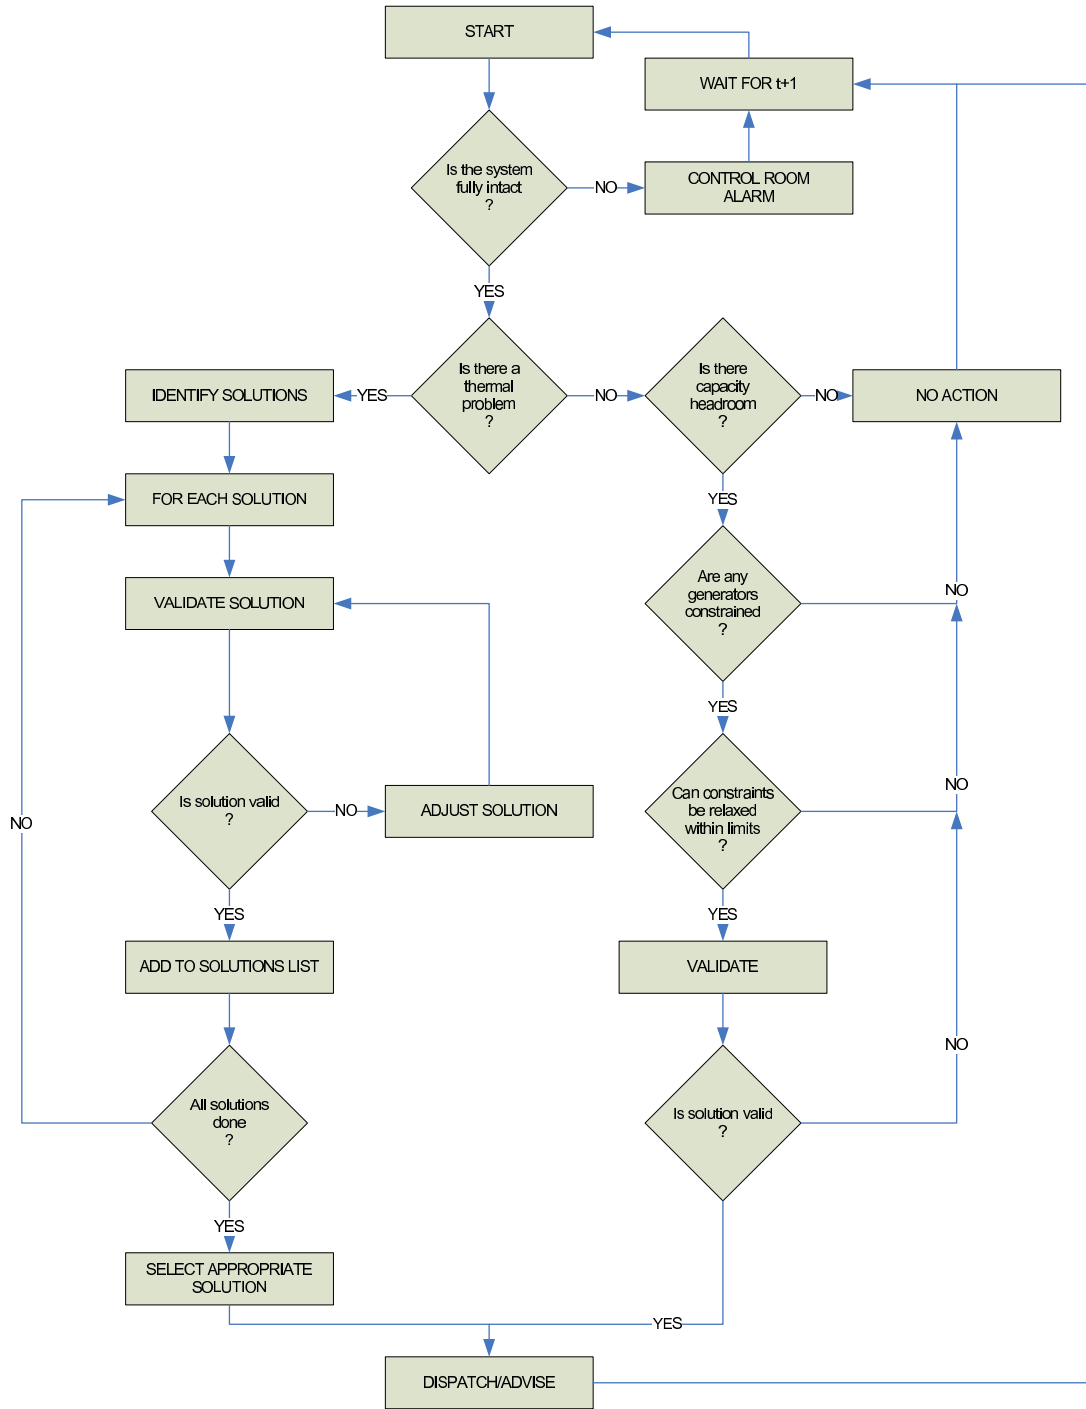 START
WAIT FOR t+1
Is the system
fully intact
?
NO
CONTROL ROOM
ALARM
YES
Is there a
thermal
problem
?
YES
IDENTIFY SOLUTIONS
NO
Is there
capacity
headroom
?
NO
NO ACTION
FOR EACH SOLUTION
YES
VALIDATE SOLUTION
Are any
generators
constrained
?
NO
YES
Is solution valid
?
NO
ADJUST SOLUTION
Can constraints
be relaxed
within limits
?
NO
NO
YES
YES
ADD TO SOLUTIONS LIST
VALIDATE
NO
All solutions
done
?
Is solution valid
?
YES
SELECT APPROPRIATE
SOLUTION
YES
DISPATCH/ADVISE